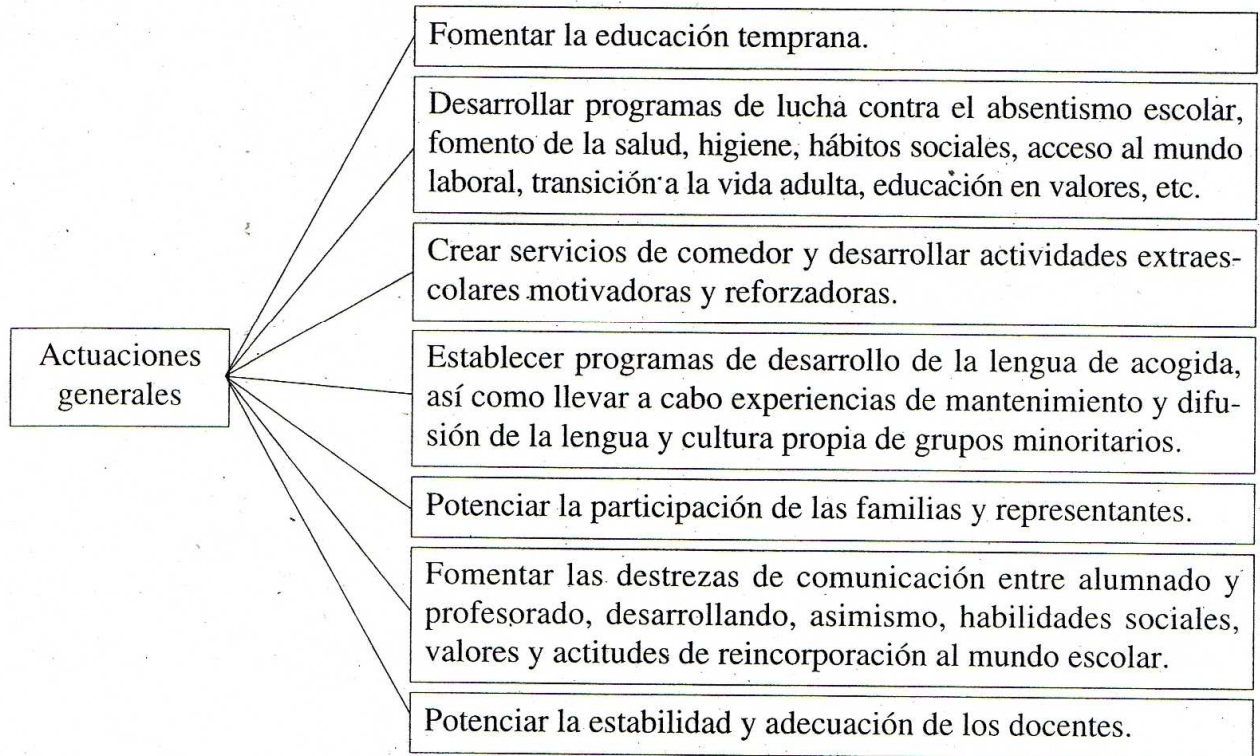 Fomentar la educación temprana.
Desarrollar programas de lucha contra el absentismo escolar,
fomento de la salud, higiene, hábitos sociales, acceso al mundo
laboral, transición a la vida adulta, educación en valores, etc.
Crear servicios de comedor y desarrollar actividades extraes-
colares motivadoras y reforzadoras.
Actuaciones
generales
Establecer programas de desarrollo de la lengua de acogida,
así como llevar a cabo experiencias de mantenimiento y difu-
sión de la lengua y cultura propia de grupos minoritarios.
Potenciar la participación de las familias y representantes.
Fomentar las destrezas de comunicación entre alumnado y
profesorado, desarrollando, asimismo, habilidades sociales,
valores y actitudes de reincorporación al mundo escolar.
Potenciar la estabilidad y adecuación de los docentes.